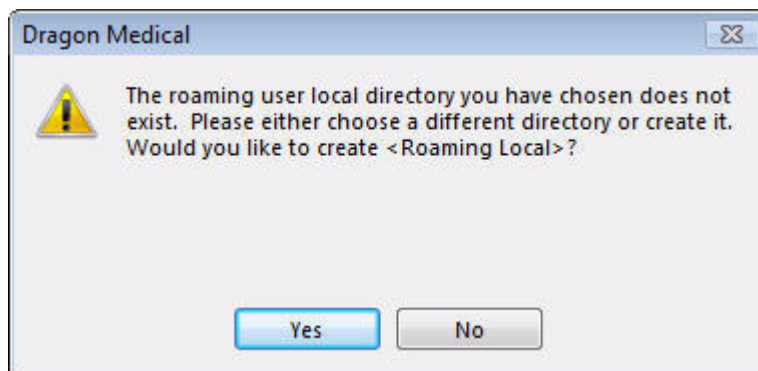 Dragon Medical
The roaming user local directory you have chosen does not
exist.  Please either choose a different directory or create it.
Would you like to create <Roaming Local>?
Yes
No